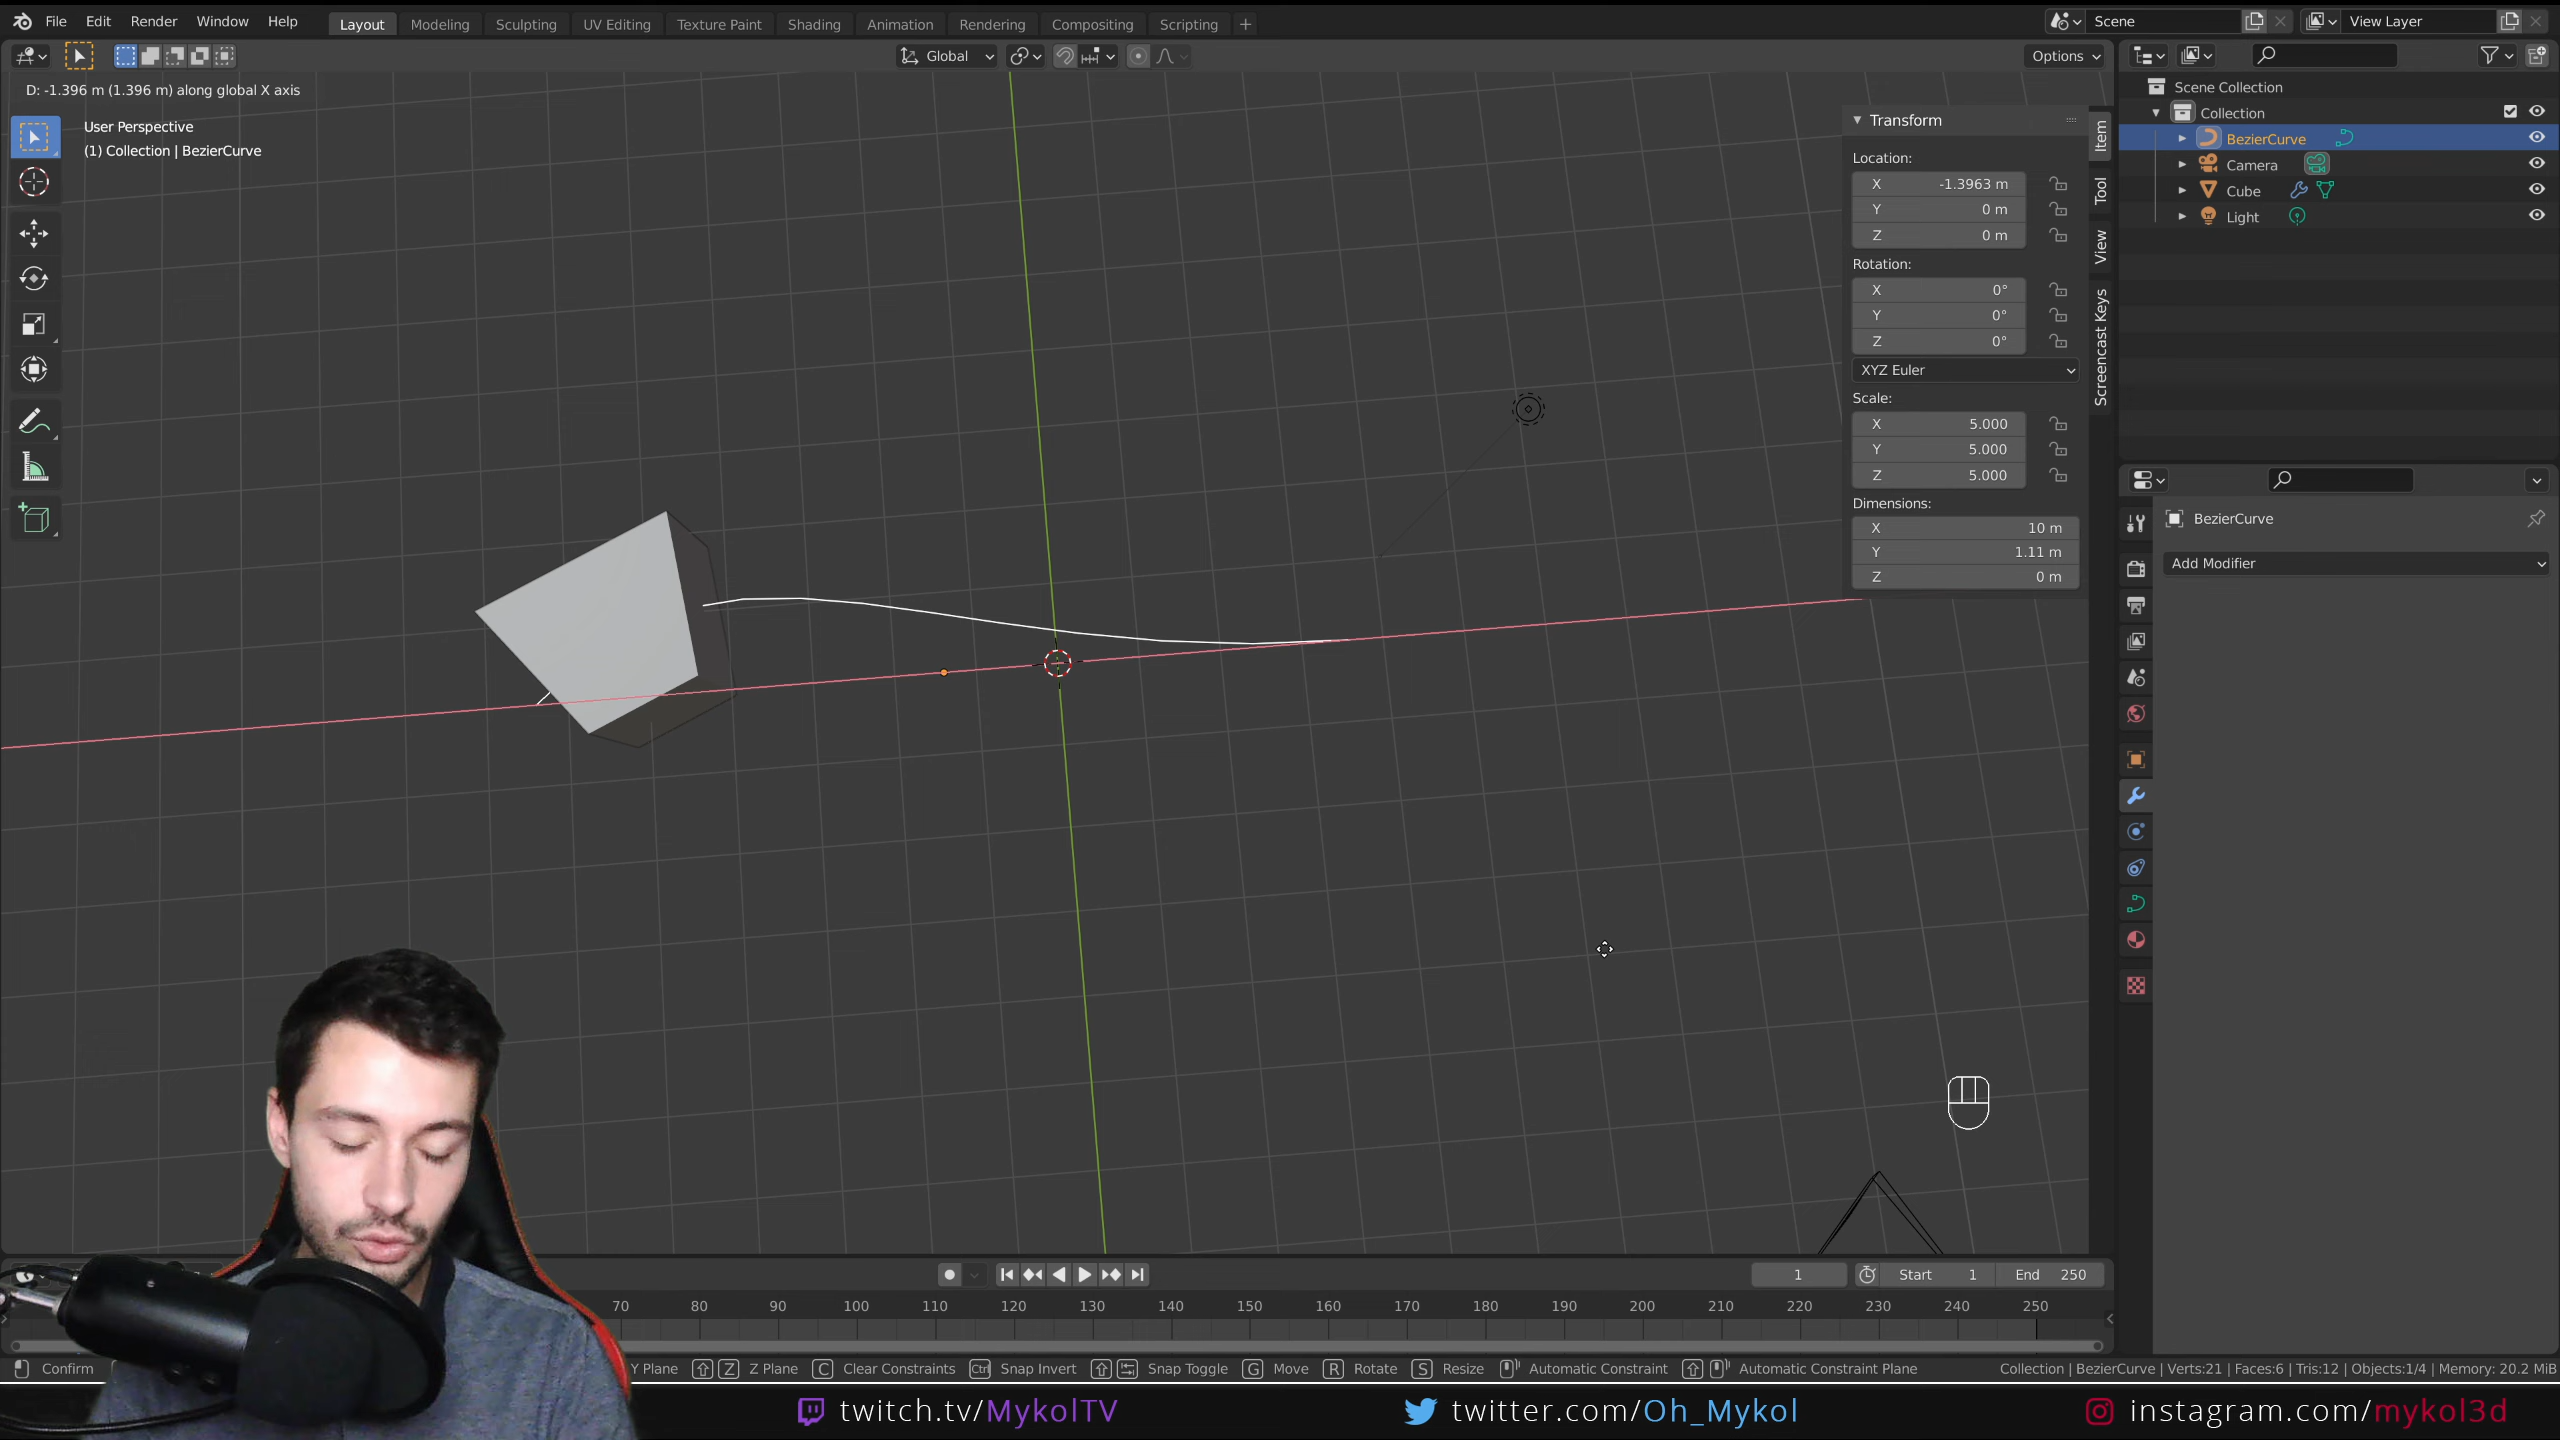 File Edit Render Window Help Layout Modeling Sculpting UV Editing Texture Paint Shading Animation Rendering Compositing Scripting + Scene View Layer
Global Options
D: -1.396 m (1.396 m) along global X axis
User Perspective
(1) Collection | BezierCurve
Transform
Location:
X -1.3963 m
Y 0 m
Z 0 m
Rotation:
X 0°
Y 0°
Z 0°
XYZ Euler
Scale:
X 5.000
Y 5.000
Z 5.000
Dimensions:
X 10 m
Y 1.11 m
Z 0 m
Item
Tool
View
Screencast Keys
Scene Collection
Collection
BezierCurve
Camera
Cube
Light
BezierCurve
Add Modifier
1 Start 1 End 250
70 80 90 100 110 120 130 140 150 160 170 180 190 200 210 220 230 240 250
Confirm Y Plane Z Z Plane C Clear Constraints Ctrl Snap Invert Snap Toggle G Move R Rotate S Resize Automatic Constraint Automatic Constraint Plane Collection | BezierCurve | Verts:21 | Faces:6 | Tris:12 | Objects:1/4 | Memory: 20.2 MiB
twitch.tv/MykolTV twitter.com/Oh_Mykol instagram.com/mykol3d